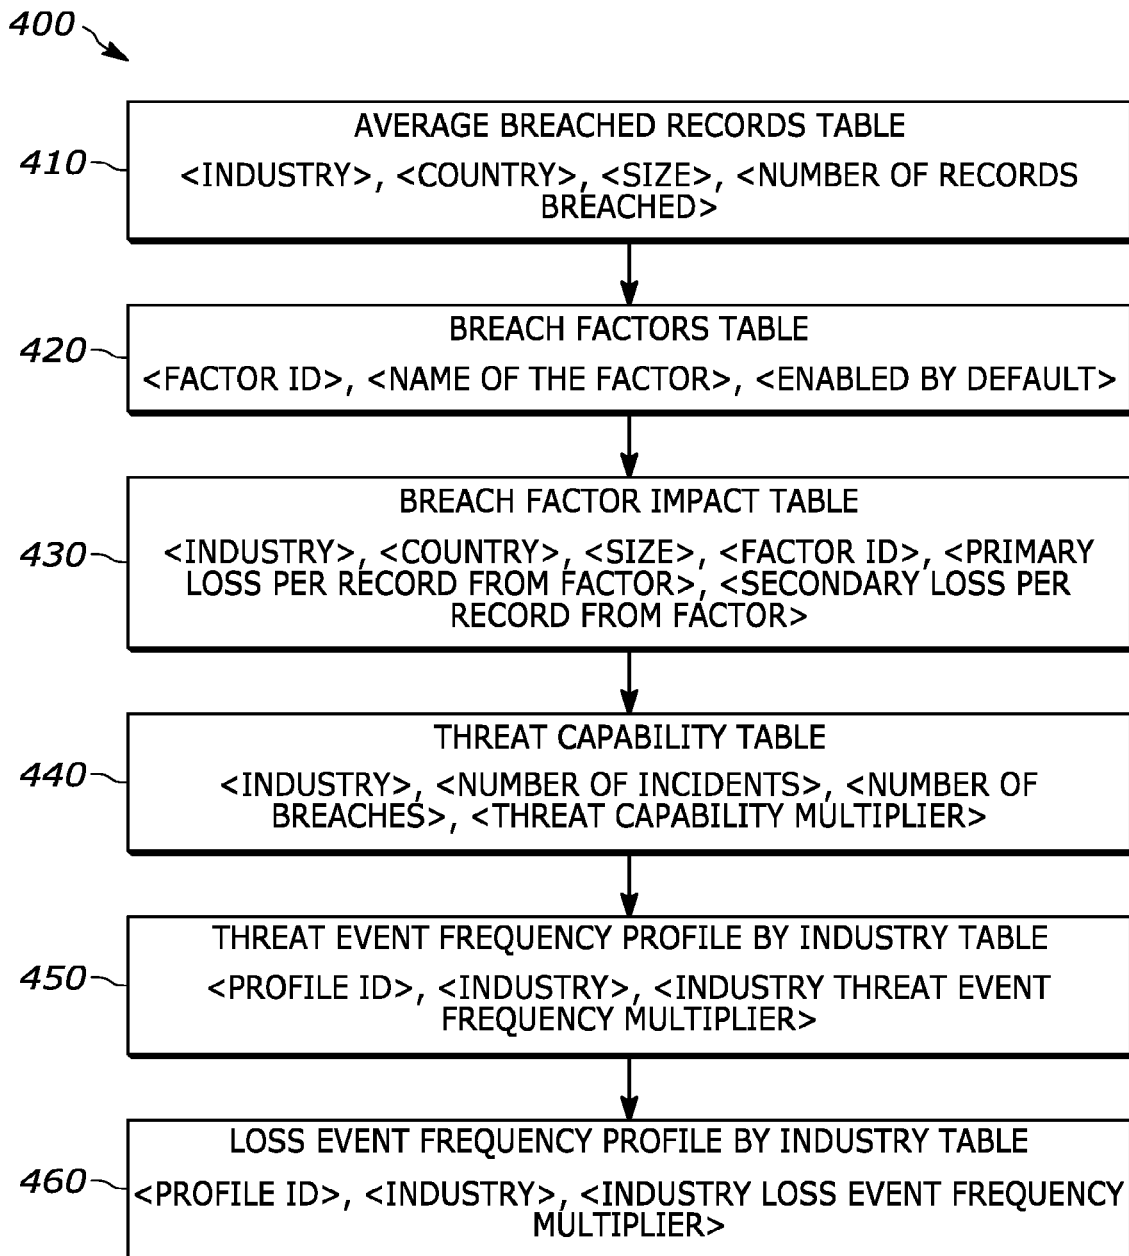 400
AVERAGE BREACHED RECORDS TABLE
410
<INDUSTRY>, <COUNTRY>, <SIZE>, <NUMBER OF RECORDS
BREACHED>
BREACH FACTORS TABLE
420
<FACTOR ID>, <NAME OF THE FACTOR>, <ENABLED BY DEFAULT>
BREACH FACTOR IMPACT TABLE
430
<INDUSTRY>, <COUNTRY>, <SIZE>, <FACTOR ID>, <PRIMARY
LOSS PER RECORD FROM FACTOR>, <SECONDARY LOSS PER
RECORD FROM FACTOR>
THREAT CAPABILITY TABLE
440
<INDUSTRY>, <NUMBER OF INCIDENTS>, <NUMBER OF
BREACHES>, <THREAT CAPABILITY MULTIPLIER>
THREAT EVENT FREQUENCY PROFILE BY INDUSTRY TABLE
450
<PROFILE ID>, <INDUSTRY>, <INDUSTRY THREAT EVENT
FREQUENCY MULTIPLIER>
LOSS EVENT FREQUENCY PROFILE BY INDUSTRY TABLE
460
<PROFILE ID>, <INDUSTRY>, <INDUSTRY LOSS EVENT FREQUENCY
MULTIPLIER>